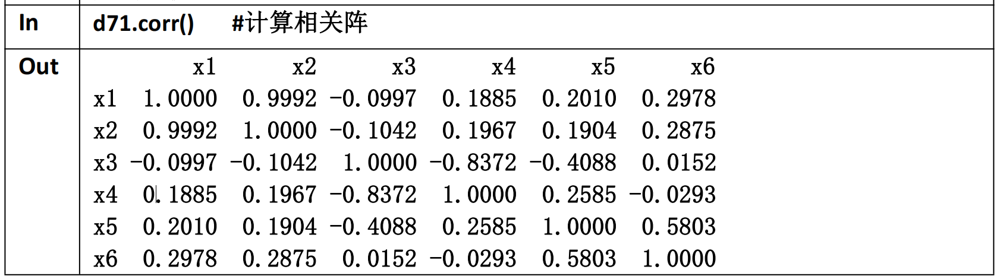 In d71.corr() #计算相关阵
Out x1 x2 x3 x4 x5 x6
x1 1.0000 0.9992 -0.0997 0.1885 0.2010 0.2978
x2 0.9992 1.0000 -0.1042 0.1967 0.1904 0.2875
x3 -0.0997 -0.1042 1.0000 -0.8372 -0.4088 0.0152
x4 0.1885 0.1967 -0.8372 1.0000 0.2585 -0.0293
x5 0.2010 0.1904 -0.4088 0.2585 1.0000 0.5803
x6 0.2978 0.2875 0.0152 -0.0293 0.5803 1.0000